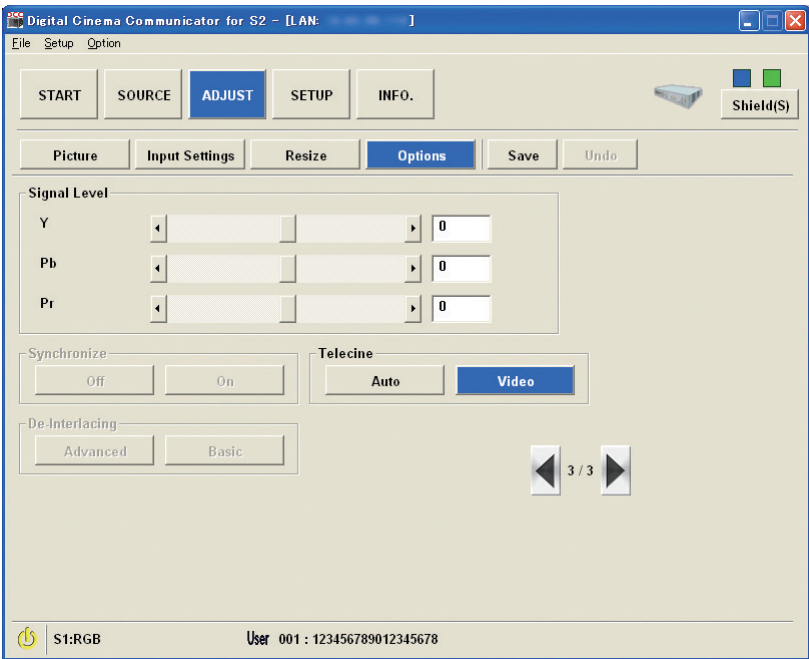 Digital Cinema Communicator for S2 - [LAN: ]
File Setup Option
START SOURCE ADJUST SETUP INFO. Shield(S)
Picture Input Settings Resize Options Save Undo
Signal Level
Y 0
Pb 0
Pr 0
Synchronize Telecine
Off On Auto Video
De-Interlacing
Advanced Basic
3 / 3
S1:RGB User 001 : 123456789012345678